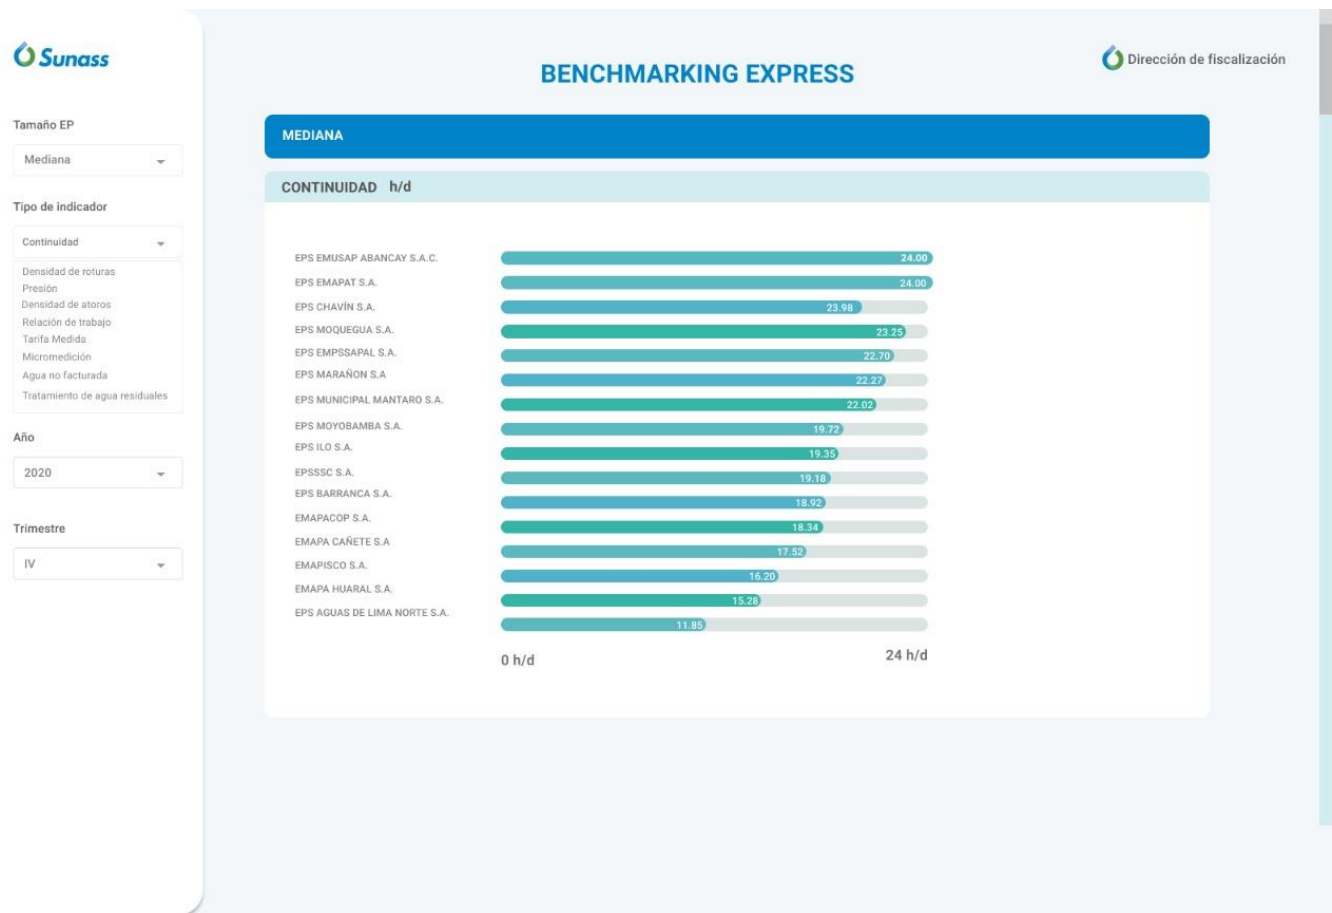 Sunass
Dirección de fiscalización
BENCHMARKING EXPRESS
Tamaño EP
Mediana
Tipo de indicador
Continuidad
Densidad de roturas
Presión
Densidad de atoros
Relación de trabajo
Tarifa Medida
Micromedición
Agua no facturada
Tratamiento de agua residuales
Año
2020
Trimestre
IV
MEDIANA
CONTINUIDAD h/d
EPS EMUSAP ABANCAY S.A.C. 24.00
EPS EMAPAT S.A. 24.00
EPS CHAVÍN S.A. 23.98
EPS MOQUEGUA S.A. 23.25
EPS EMPSSAPAL S.A. 22.70
EPS MARAÑON S.A 22.27
EPS MUNICIPAL MANTARO S.A. 22.02
EPS MOYOBAMBA S.A. 19.72
EPS ILO S.A. 19.35
EPSSSC S.A. 19.18
EPS BARRANCA S.A. 18.92
EMAPACOP S.A. 18.34
EMAPA CAÑETE S.A 17.52
EMAPISCO S.A. 16.20
EMAPA HUARAL S.A. 15.28
EPS AGUAS DE LIMA NORTE S.A. 11.85
0 h/d 24 h/d